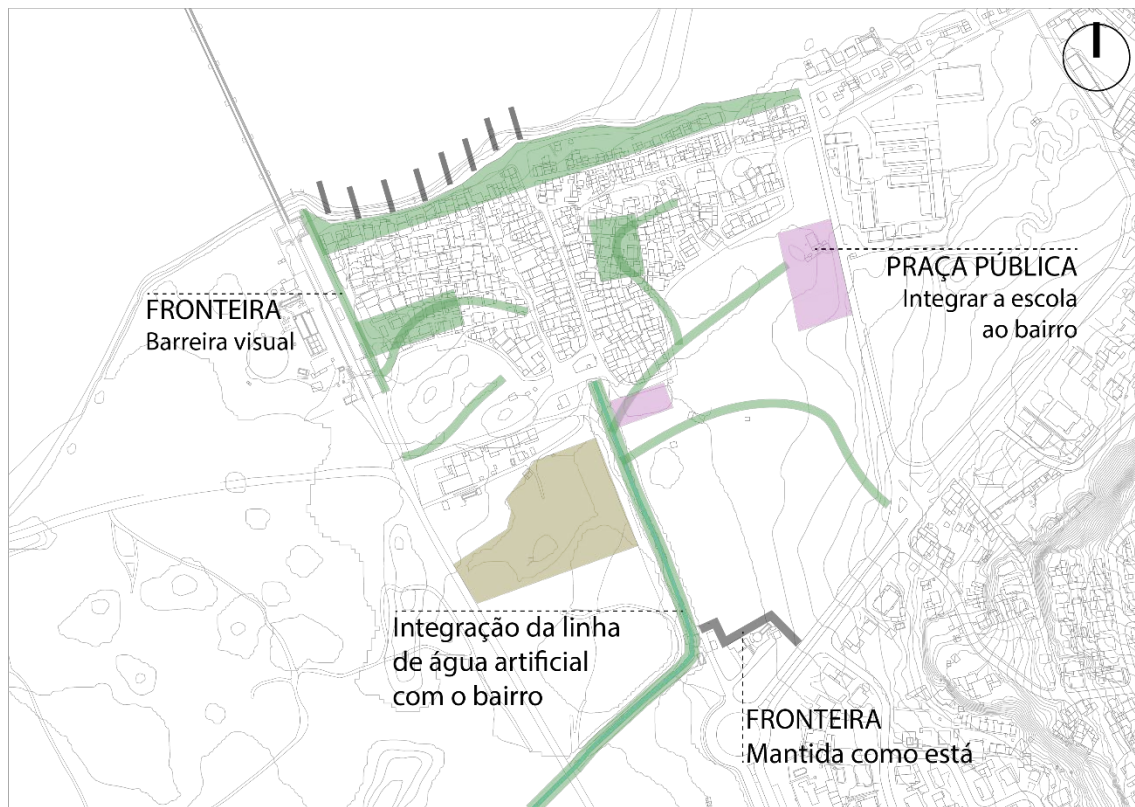 PRAÇA PÚBLICA
Integrar a escola
ao bairro
FRONTEIRA
Barreira visual
Integração da linha
de água artificial
com o bairro
FRONTEIRA
Mantida como está